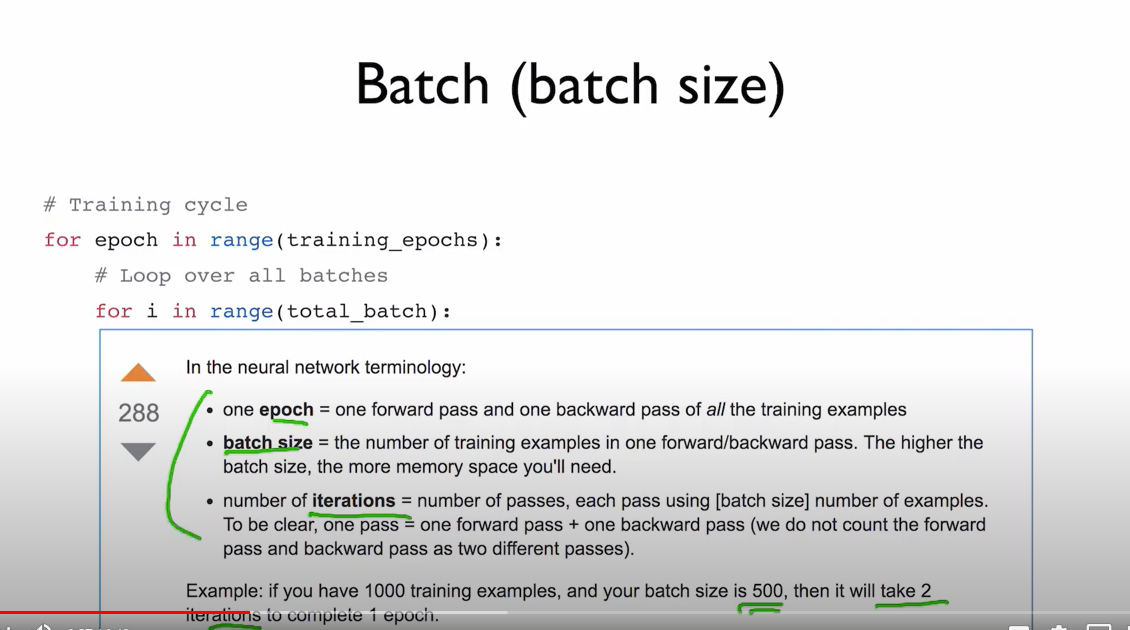 Batch (batch size)
# Training cycle
for epoch in range(training_epochs):
# Loop over all batches
for i in range(total_batch):
In the neural network terminology:
288
• one epoch = one forward pass and one backward pass of all the training examples
• batch size = the number of training examples in one forward/backward pass. The higher the
batch size, the more memory space you'll need.
• number of iterations = number of passes, each pass using [batch size] number of examples.
To be clear, one pass = one forward pass + one backward pass (we do not count the forward
pass and backward pass as two different passes).
Example: if you have 1000 training examples, and your batch size is 500, then it will take 2
iterations to complete 1 epoch.